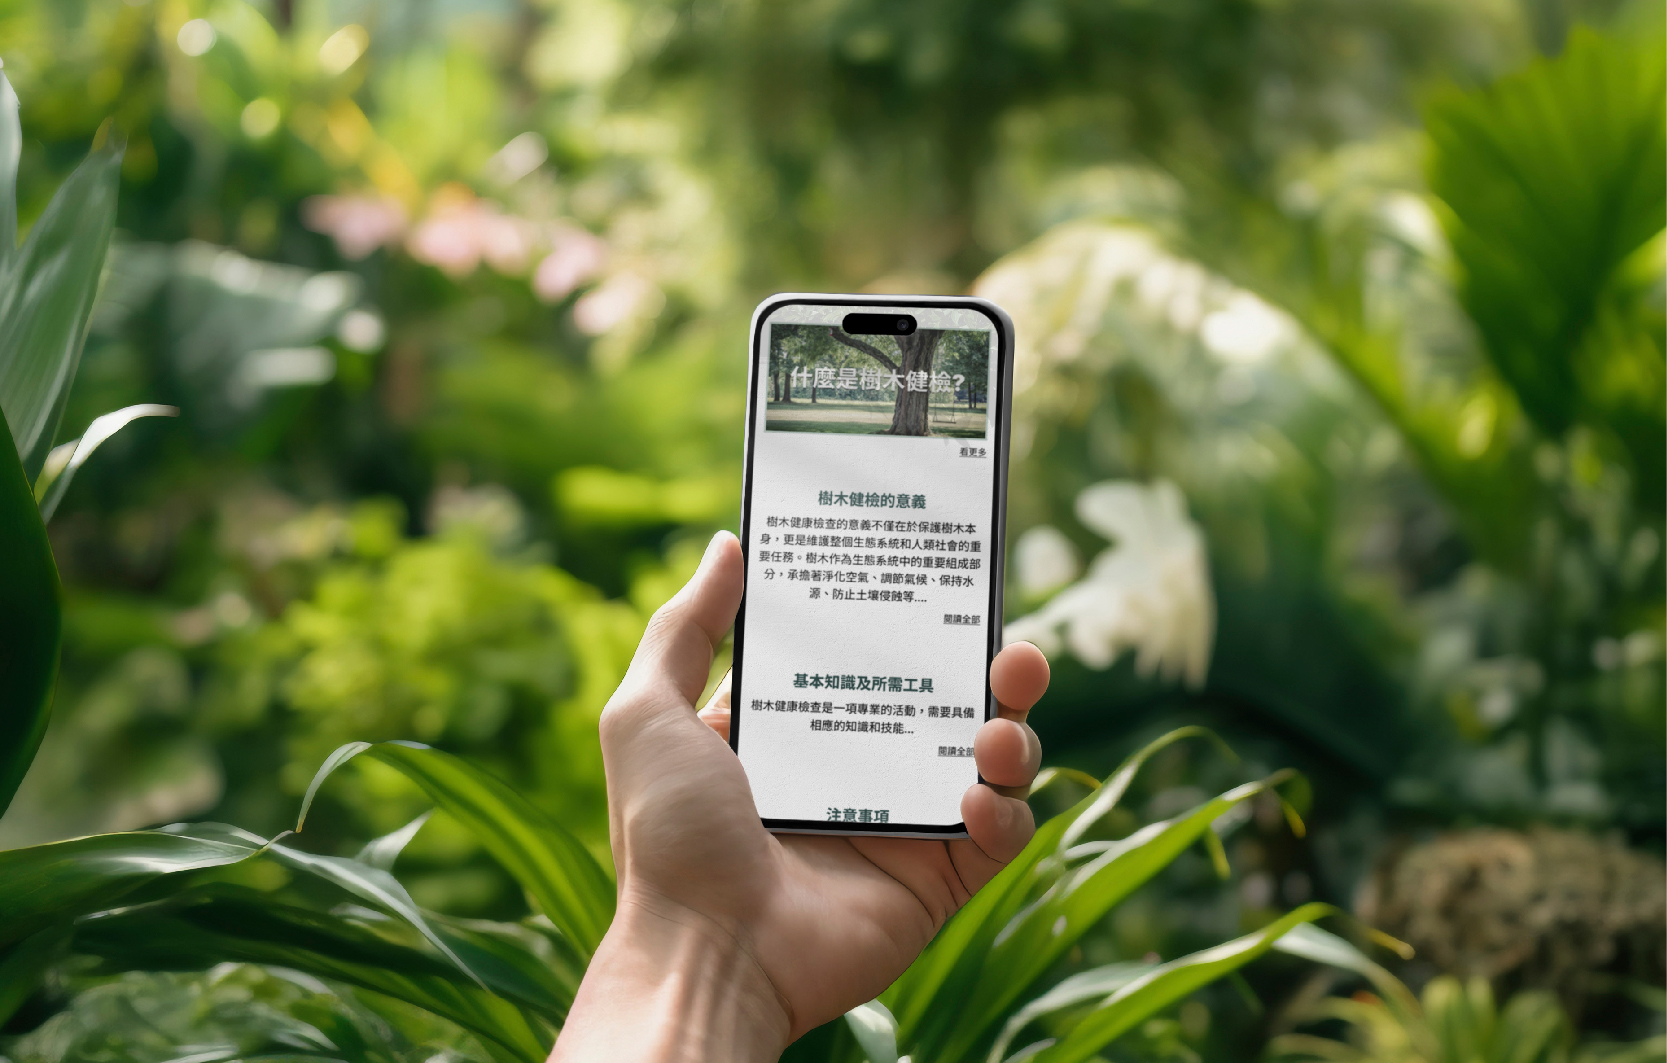 什麼是樹木健檢?
看更多
樹木健檢的意義
樹木健康檢查的意義不僅在於保護樹木本
身，更是維護整個生態系統和人類社會的重
要任務。樹木作為生態系統中的重要組成部
分，承擔著淨化空氣、調節氣候、保持水
源、防止土壤侵蝕等....
閱讀全部
基本知識及所需工具
樹木健康檢查是一項專業的活動，需要具備
相應的知識和技能...
閱讀全部
注意事項